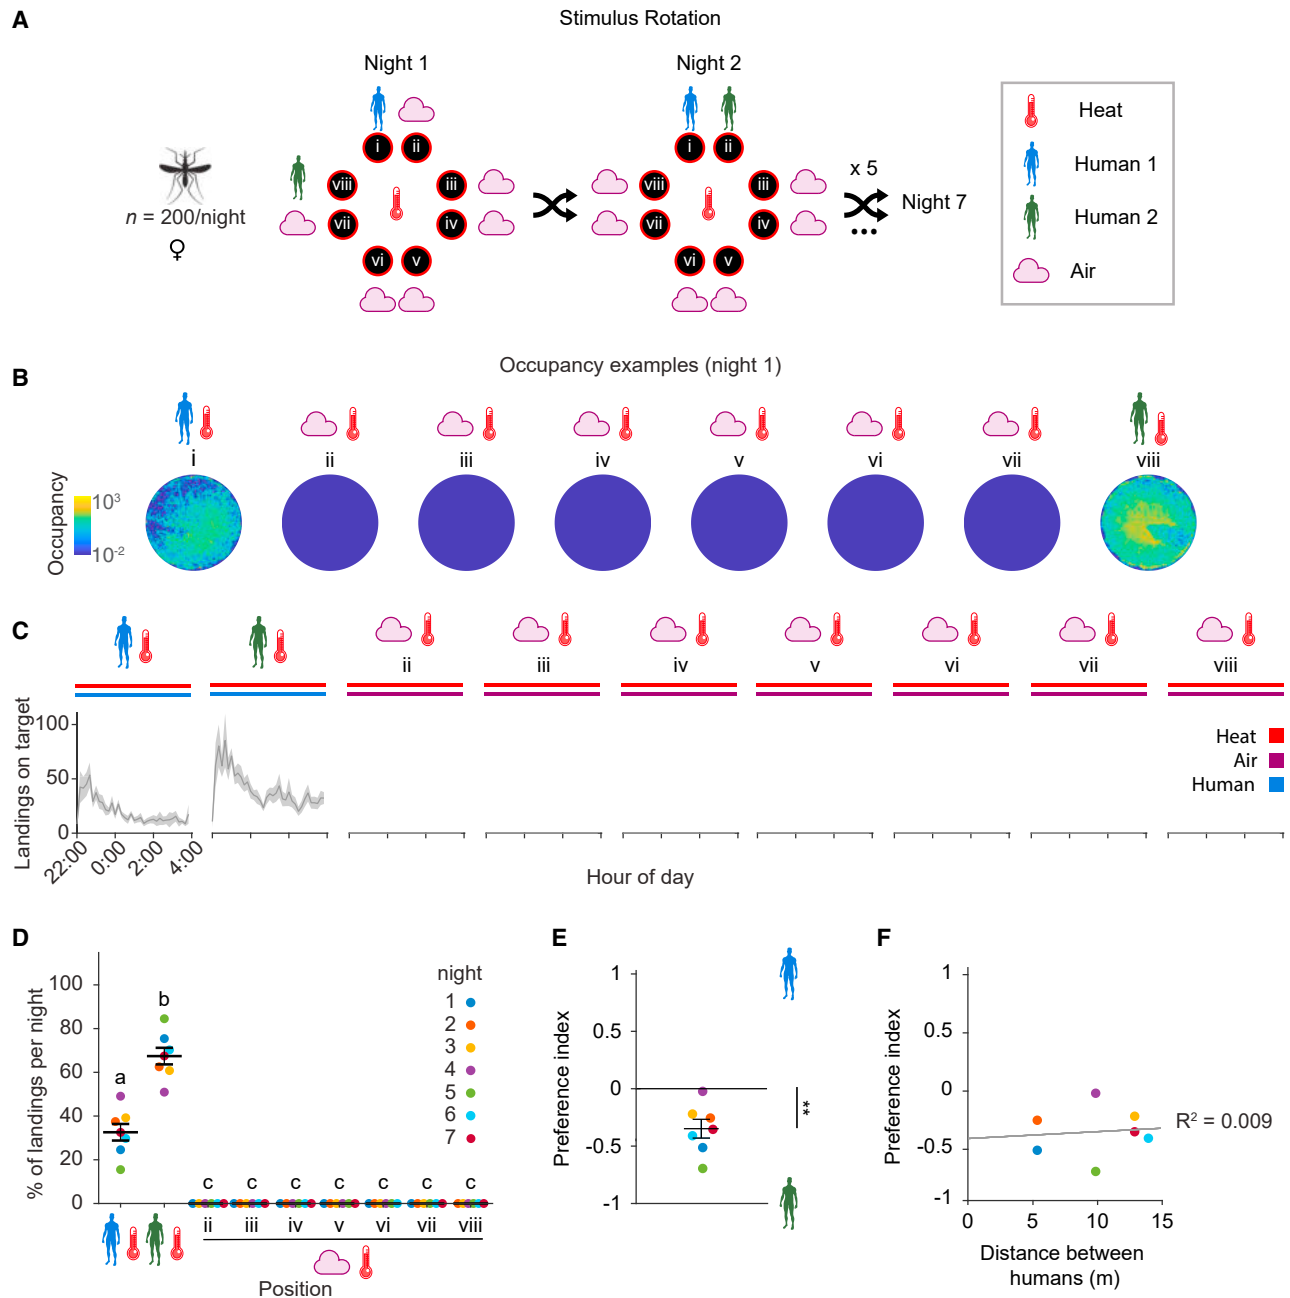 A
Stimulus Rotation
Night 1
Night 2
n = 200/night
♀
i
ii
iii
iv
v
vi
vii
viii
i
ii
iii
iv
v
vi
vii
viii
x 5
...
Night 7
Heat
Human 1
Human 2
Air
B
Occupancy examples (night 1)
i
ii
iii
iv
v
vi
vii
viii
Occupancy
10^3
10^-2
C
ii
iii
iv
v
vi
vii
viii
Landings on target
100
50
0
22:00
0:00
2:00
4:00
Heat
Air
Human
Hour of day
D
% of landings per night
100
80
60
40
20
0
a
b
c c c c c c c
night
1
2
3
4
5
6
7
ii iii iv v vi vii viii
Position
E
Preference index
1
0.5
0
-0.5
-1
**
F
Preference index
1
0.5
0
-0.5
-1
R² = 0.009
0 5 10 15
Distance between
humans (m)